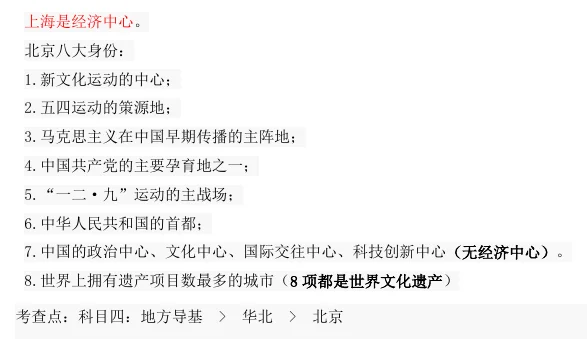 上海是经济中心。
北京八大身份：
1.新文化运动的中心；
2.五四运动的策源地；
3.马克思主义在中国早期传播的主阵地；
4.中国共产党的主要孕育地之一；
5.“一二·九”运动的主战场；
6.中华人民共和国的首都；
7.中国的政治中心、文化中心、国际交往中心、科技创新中心（无经济中心）。
8.世界上拥有遗产项目数最多的城市（8 项都是世界文化遗产）
考查点：科目四：地方导基 > 华北 > 北京